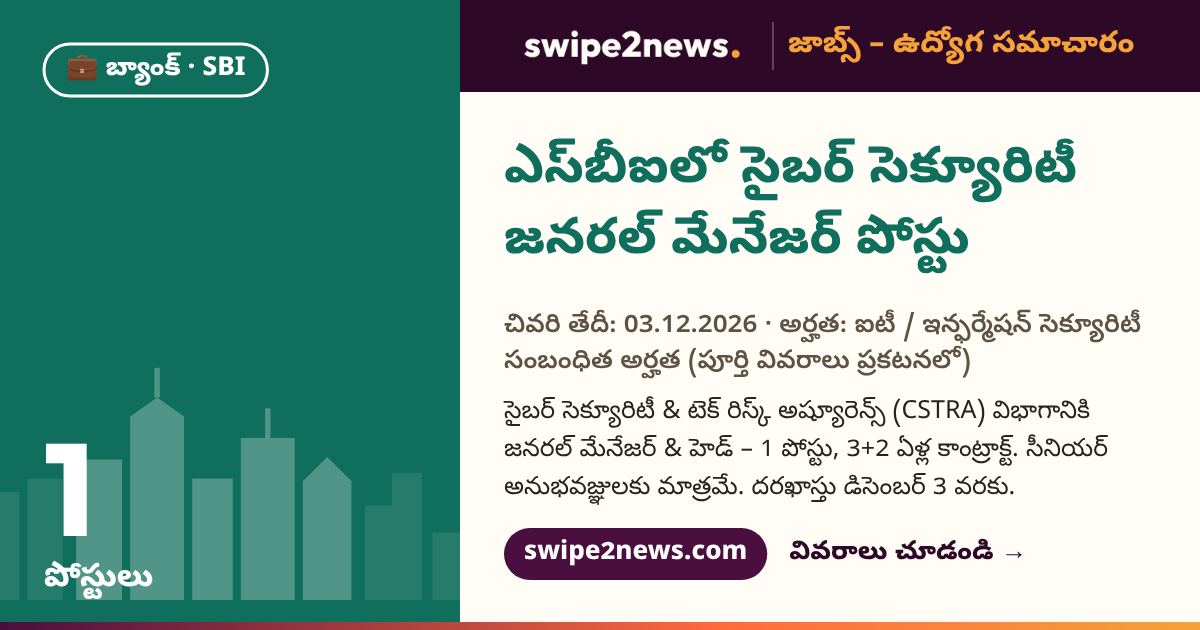 💼 బ్యాంక్ · SBI
swipe2news.
జాబ్స్ – ఉద్యోగ సమాచారం
ఎస్‌బీఐలో సైబర్ సెక్యూరిటీ
జనరల్ మేనేజర్ పోస్టు
చివరి తేదీ: 03.12.2026 · అర్హత: ఐటీ / ఇన్ఫర్మేషన్ సెక్యూరిటీ
సంబంధిత అర్హత (పూర్తి వివరాలు ప్రకటనలో)
సైబర్ సెక్యూరిటీ & టెక్ రిస్క్ అష్యూరెన్స్ (CSTRA) విభాగానికి
జనరల్ మేనేజర్ & హెడ్ – 1 పోస్టు, 3+2 ఏళ్ల కాంట్రాక్ట్. సీనియర్
అనుభవజ్ఞులకు మాత్రమే. దరఖాస్తు డిసెంబర్ 3 వరకు.
1
పోస్టులు
swipe2news.com
వివరాలు చూడండి →